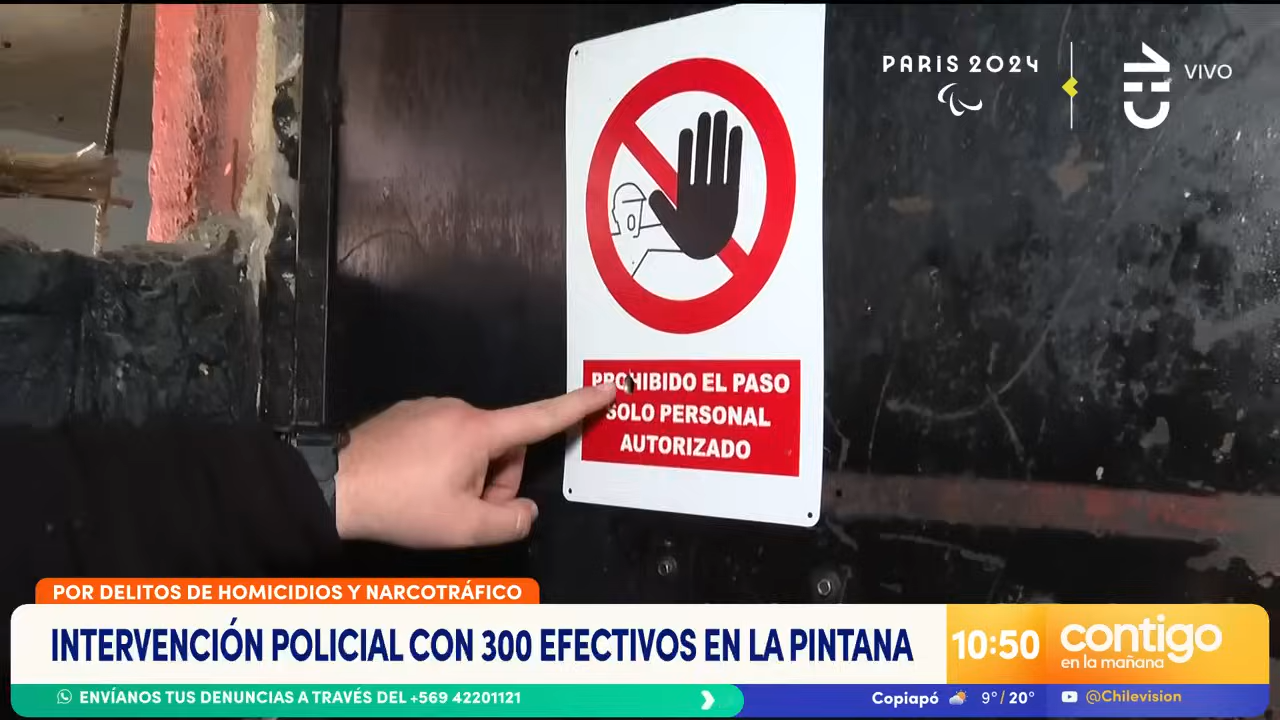 PARIS 2024
CHV
VIVO
PROHIBIDO EL PASO
SOLO PERSONAL
AUTORIZADO
POR DELITOS DE HOMICIDIOS Y NARCOTRÁFICO
INTERVENCIÓN POLICIAL CON 300 EFECTIVOS EN LA PINTANA
10:50
contigo
en la mañana
ENVÍANOS TUS DENUNCIAS A TRAVÉS DEL +569 42201121
Copiapó 9°/ 20°
@Chilevision